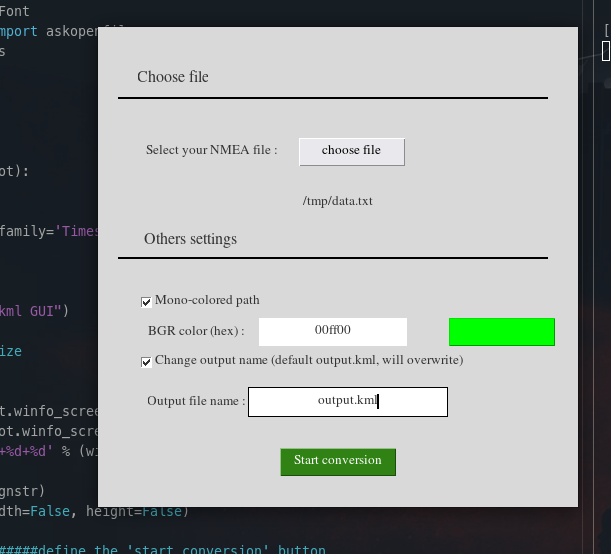 Font
mport askopenfil
s
[
Choose file
Select your NMEA file : choose file
ot):
/tmp/data.txt
family='Times
Others settings
Mono-colored path
kml GUI")
BGR color (hex) : 00ff00
ize
Change output name (default output.kml, will overwrite)
Output file name : output.kml
t.winfo_scree
ot.winfo_scre
+%d+%d' % (wi
Start conversion
gnstr)
dth=False, height=False)
#####define the 'start conversion' button